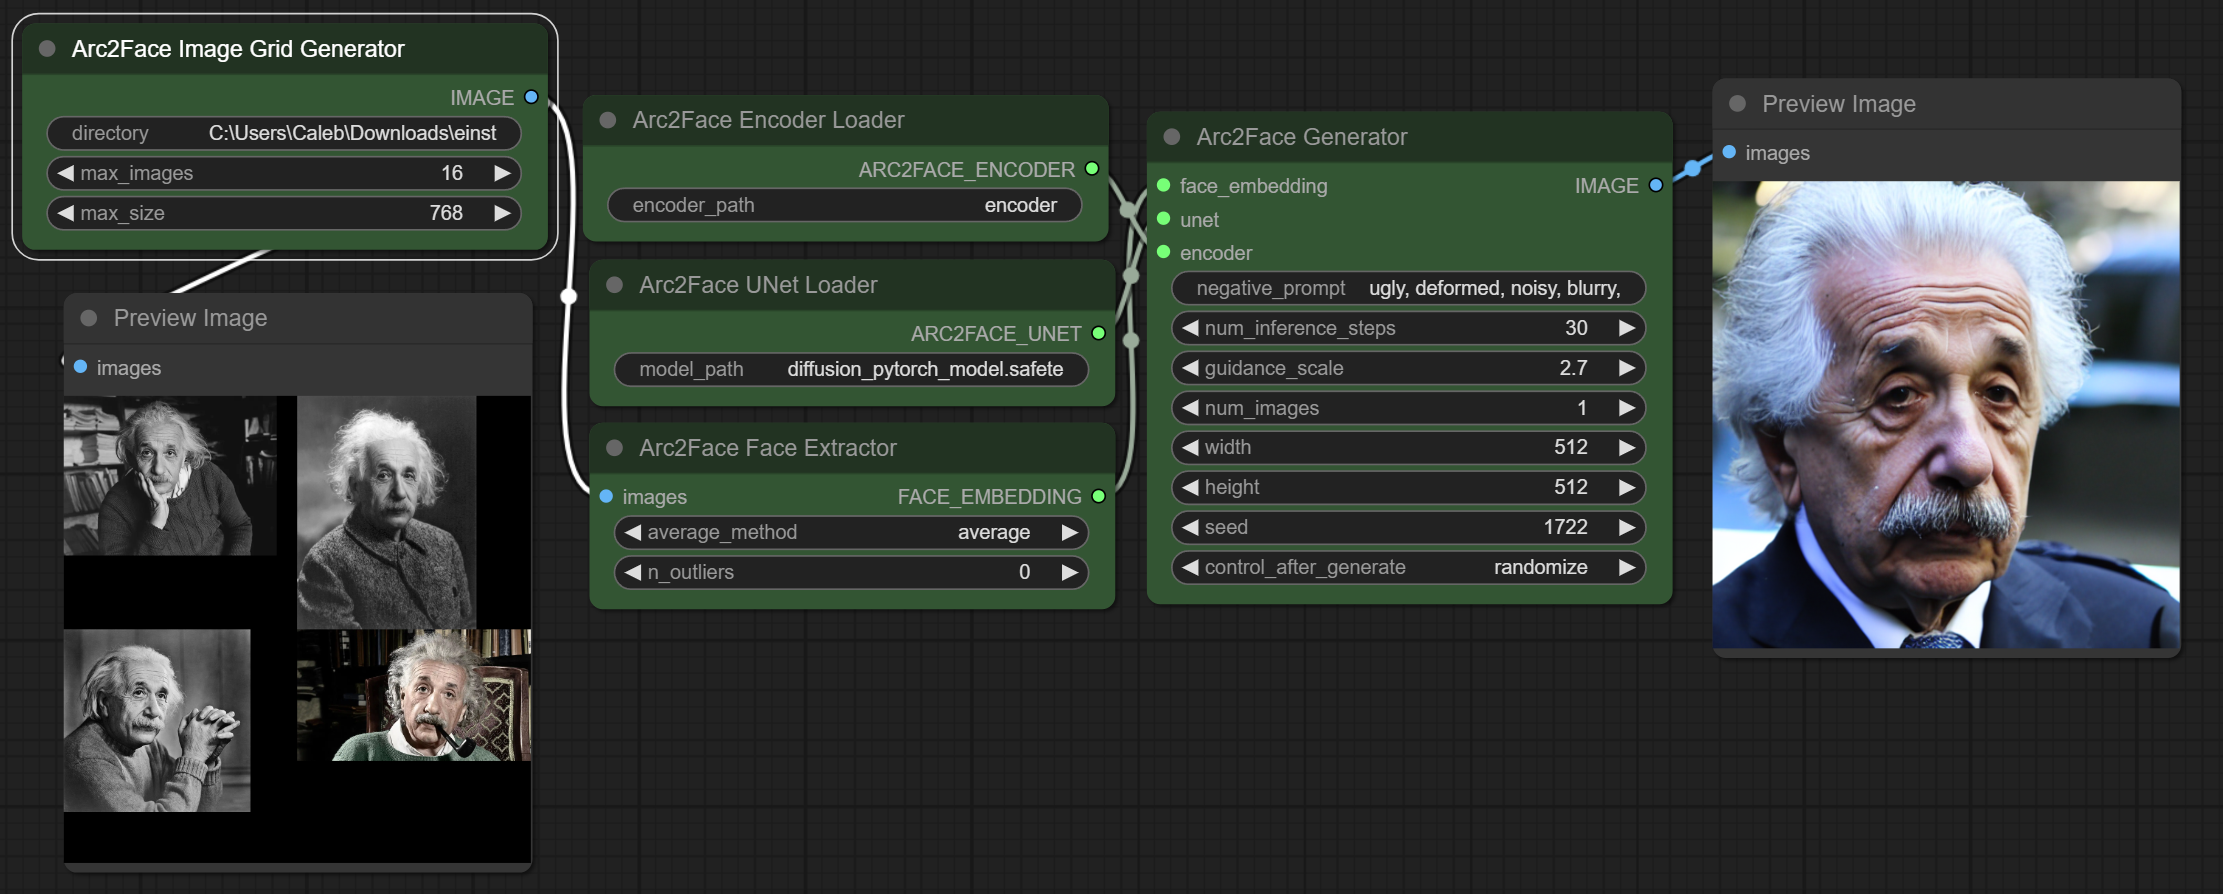 Arc2Face Image Grid Generator
IMAGE
directory C:\Users\Caleb\Downloads\einst
max_images 16
max_size 768
Preview Image
images
Arc2Face Encoder Loader
ARC2FACE_ENCODER
encoder_path encoder
Arc2Face UNet Loader
ARC2FACE_UNET
model_path diffusion_pytorch_model.safete
Arc2Face Face Extractor
images FACE_EMBEDDING
average_method average
n_outliers 0
Arc2Face Generator
face_embedding IMAGE
unet
encoder
negative_prompt ugly, deformed, noisy, blurry,
num_inference_steps 30
guidance_scale 2.7
num_images 1
width 512
height 512
seed 1722
control_after_generate randomize
Preview Image
images